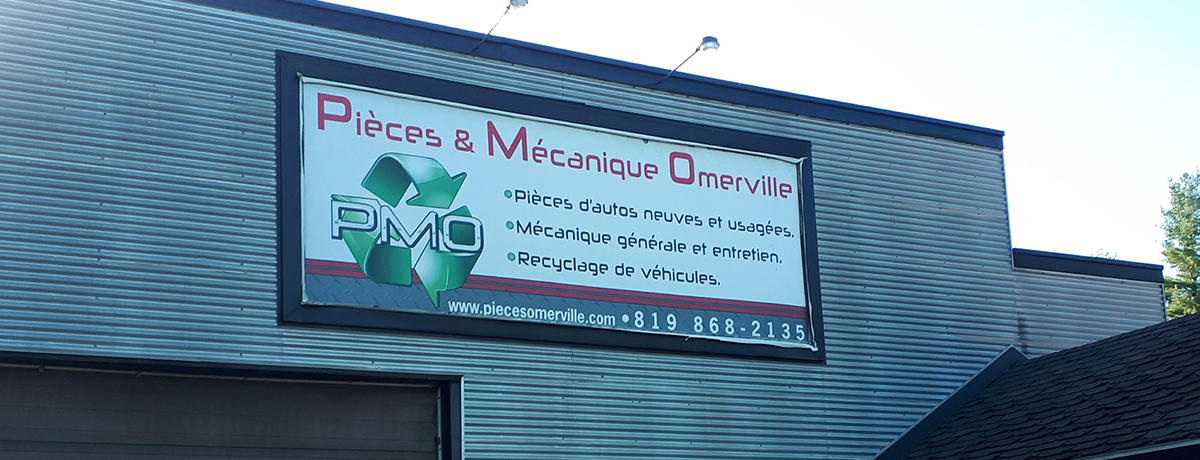 Pièces & Mécanique Omerville
PMO
•Pièces d'autos neuves et usagées.
•Mécanique générale et entretien.
•Recyclage de véhicules.
www.piecesomerville.com • 819 868-2135